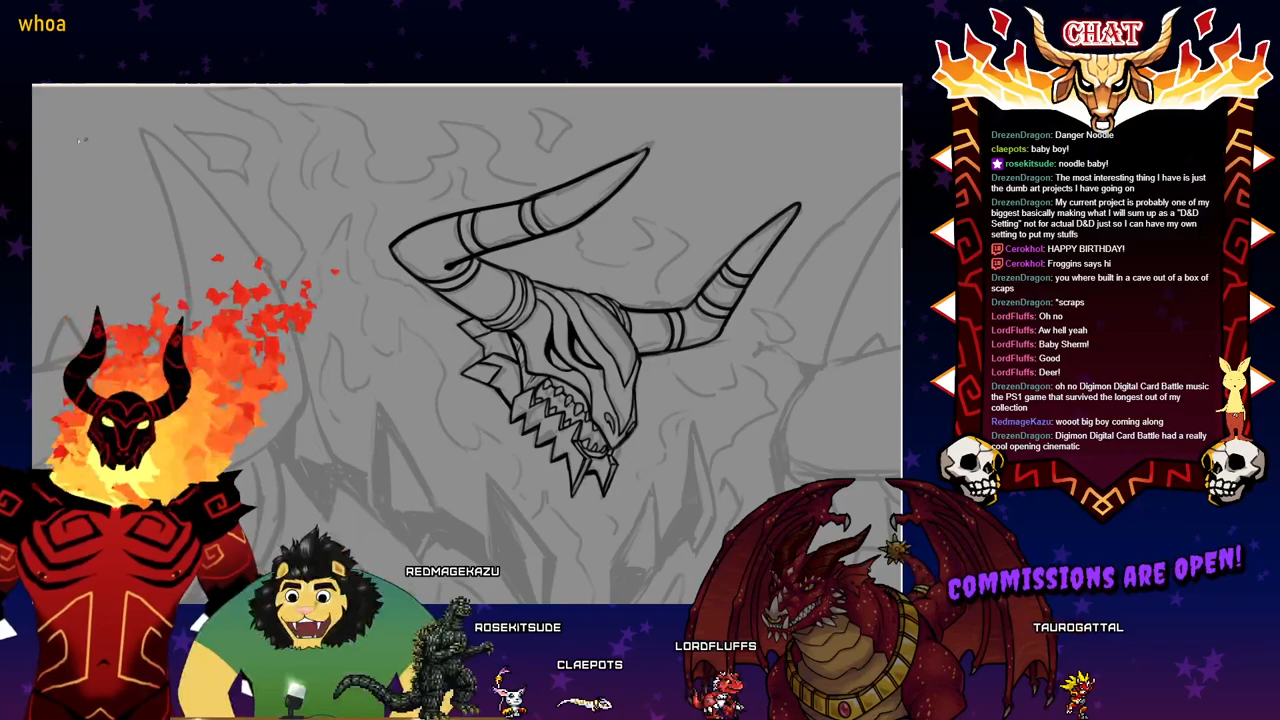 whoa
CHAT
DrezenDragon: Danger Noodle
claepots: baby boy!
rosekitsude: noodle baby!
DrezenDragon: The most interesting thing I have is just
the dumb art projects I have going on
DrezenDragon: My current project is probably one of my
biggest basically making what I will sum up as a "D&D
Setting" not for actual D&D just so I can have my own
setting to put my stuffs
Cerokhol: HAPPY BIRTHDAY!
Cerokhol: Froggins says hi
DrezenDragon: you where built in a cave out of a box of
scaps
DrezenDragon: *scraps
LordFluffs: Oh no
LordFluffs: Aw hell yeah
LordFluffs: Baby Sherm!
LordFluffs: Good
LordFluffs: Deer!
DrezenDragon: oh no Digimon Digital Card Battle music
the PS1 game that survived the longest out of my
collection
RedmageKazu: wooot big boy coming along
DrezenDragon: Digimon Digital Card Battle had a really
cool opening cinematic
COMMISSIONS ARE OPEN!
REDMAGEKAZU
ROSEKITSUDE
CLAEPOTS
LORDFLUFFS
TAUROGATTAL